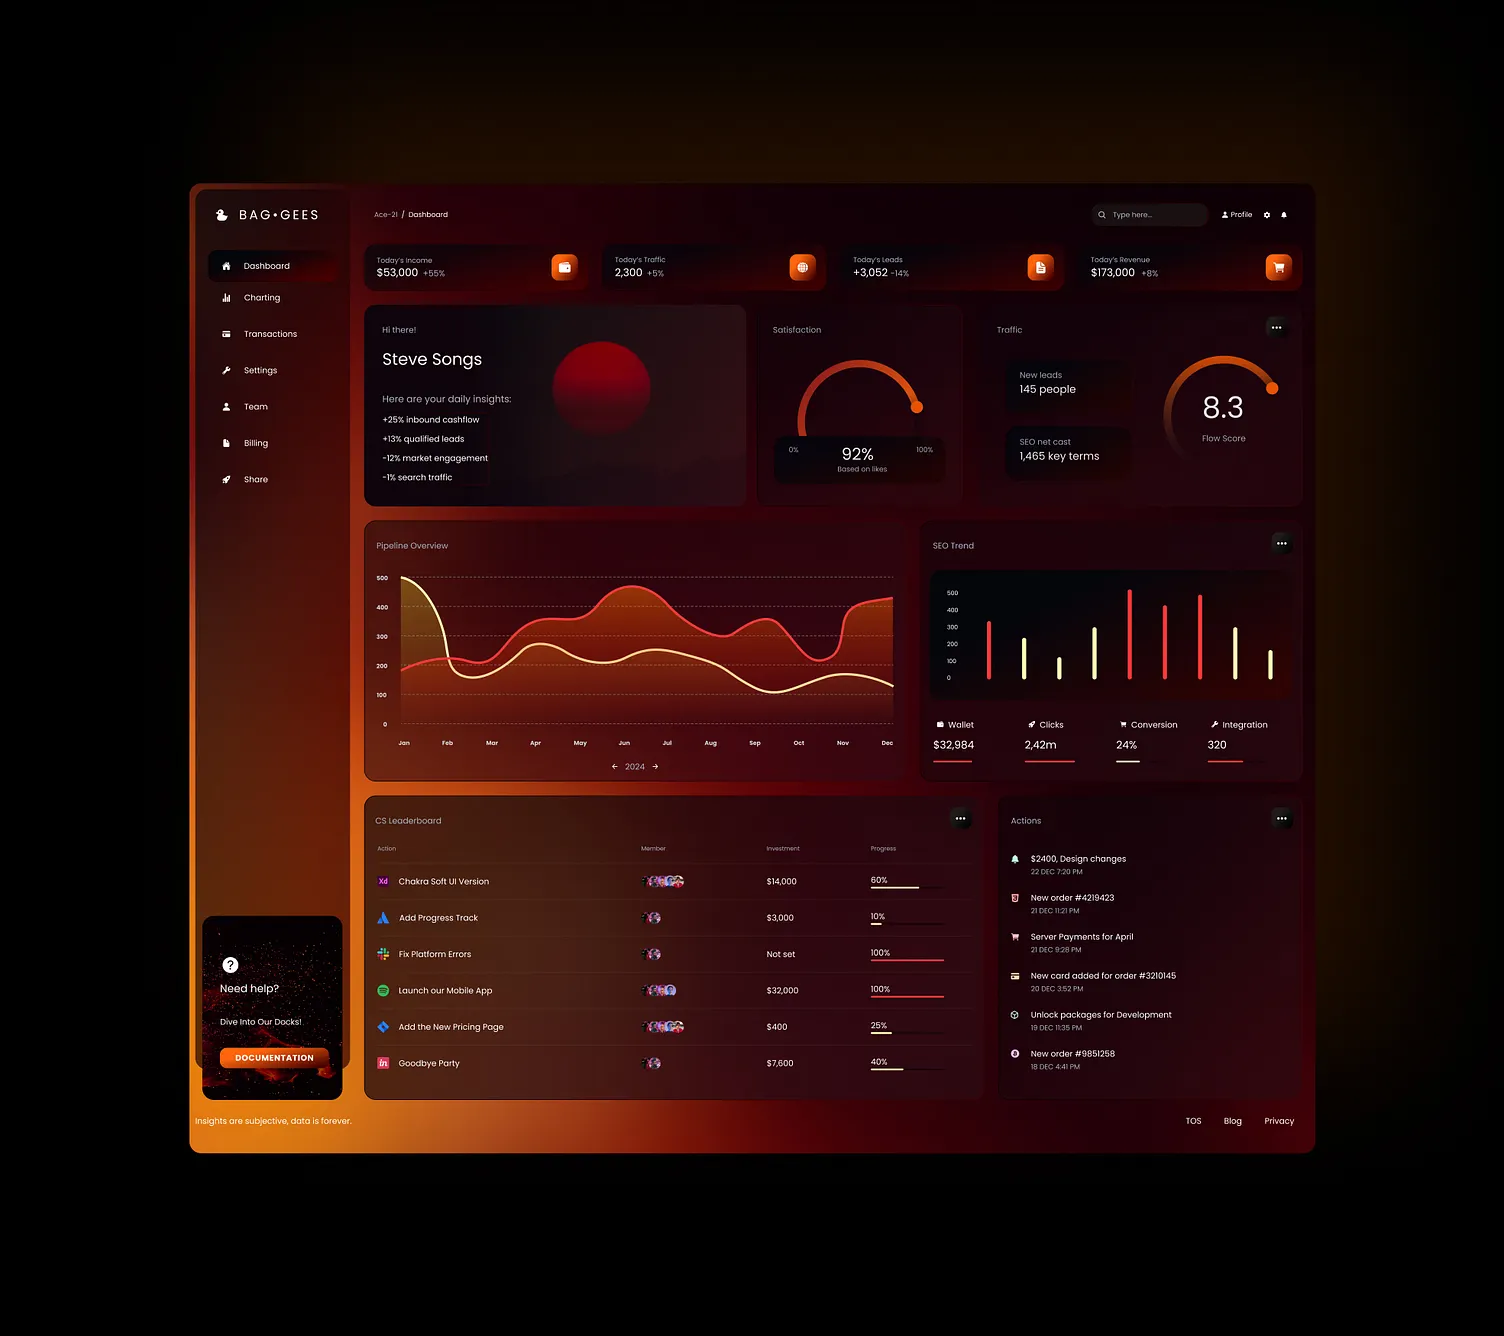 BAG•GEES
Dashboard
Charting
Transactions
Settings
Team
Billing
Share
Need help?
Dive Into Our Docks!
DOCUMENTATION
Insights are subjective, data is forever.
Ace-21 / Dashboard
Type here...
Profile
Today's Income
$53,000 +55%
Today's Traffic
2,300 +5%
Today's Leads
+3,052 -14%
Today's Revenue
$173,000 +8%
Hi there!
Steve Songs
Here are your daily insights:
+25% inbound cashflow
+13% qualified leads
-12% market engagement
-1% search traffic
Satisfaction
0% 92% 100%
Based on likes
Traffic
New leads
145 people
SEO net cast
1,465 key terms
8.3
Flow Score
Pipeline Overview
500
400
300
200
100
0
Jan Feb Mar Apr May Jun Jul Aug Sep Oct Nov Dec
2024
SEO Trend
500
400
300
200
100
0
Wallet Clicks Conversion Integration
$32,984 2,42m 24% 320
CS Leaderboard
Action Member Investment Progress
Xd Chakra Soft UI Version $14,000 60%
Add Progress Track $3,000 10%
Fix Platform Errors Not set 100%
Launch our Mobile App $32,000 100%
Add the New Pricing Page $400 25%
in Goodbye Party $7,600 40%
Actions
$2400, Design changes
22 DEC 7:20 PM
New order #4219423
21 DEC 11:21 PM
Server Payments for April
21 DEC 9:28 PM
New card added for order #3210145
20 DEC 3:52 PM
Unlock packages for Development
19 DEC 11:35 PM
New order #9851258
18 DEC 4:41 PM
TOS Blog Privacy